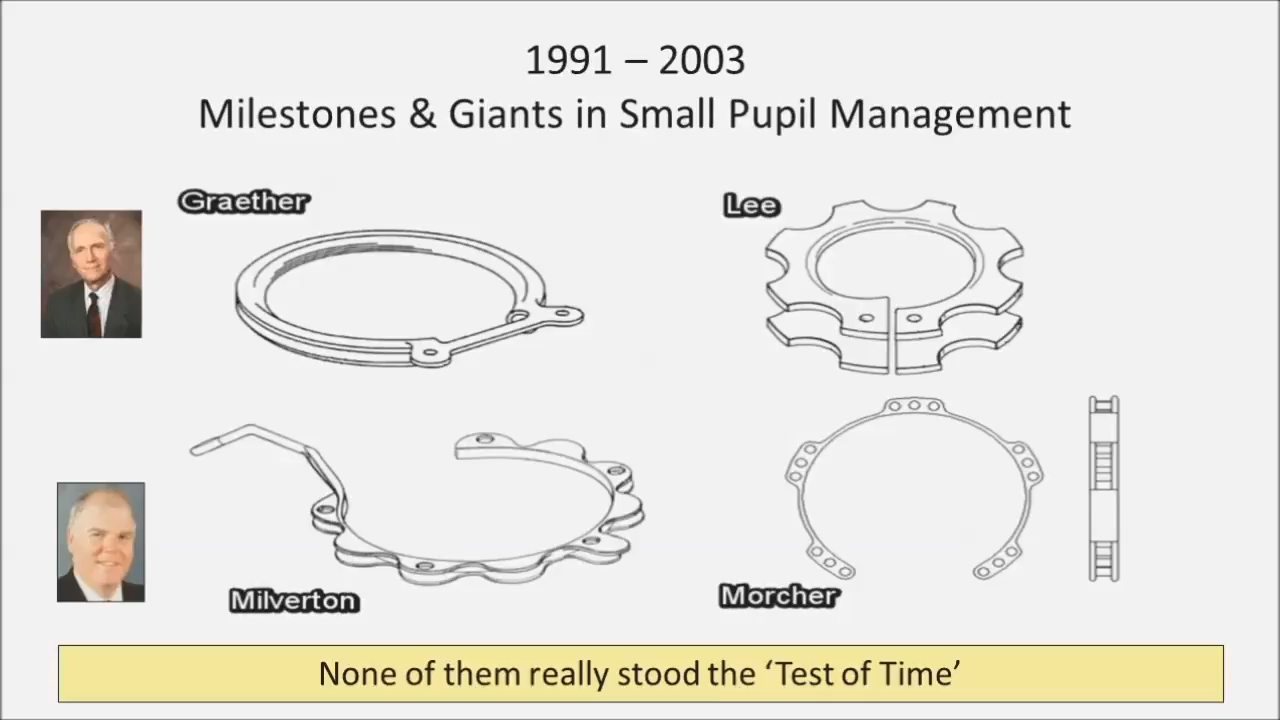 1991 – 2003
Milestones & Giants in Small Pupil Management
Graether
Lee
Milverton
Morcher
None of them really stood the ‘Test of Time’